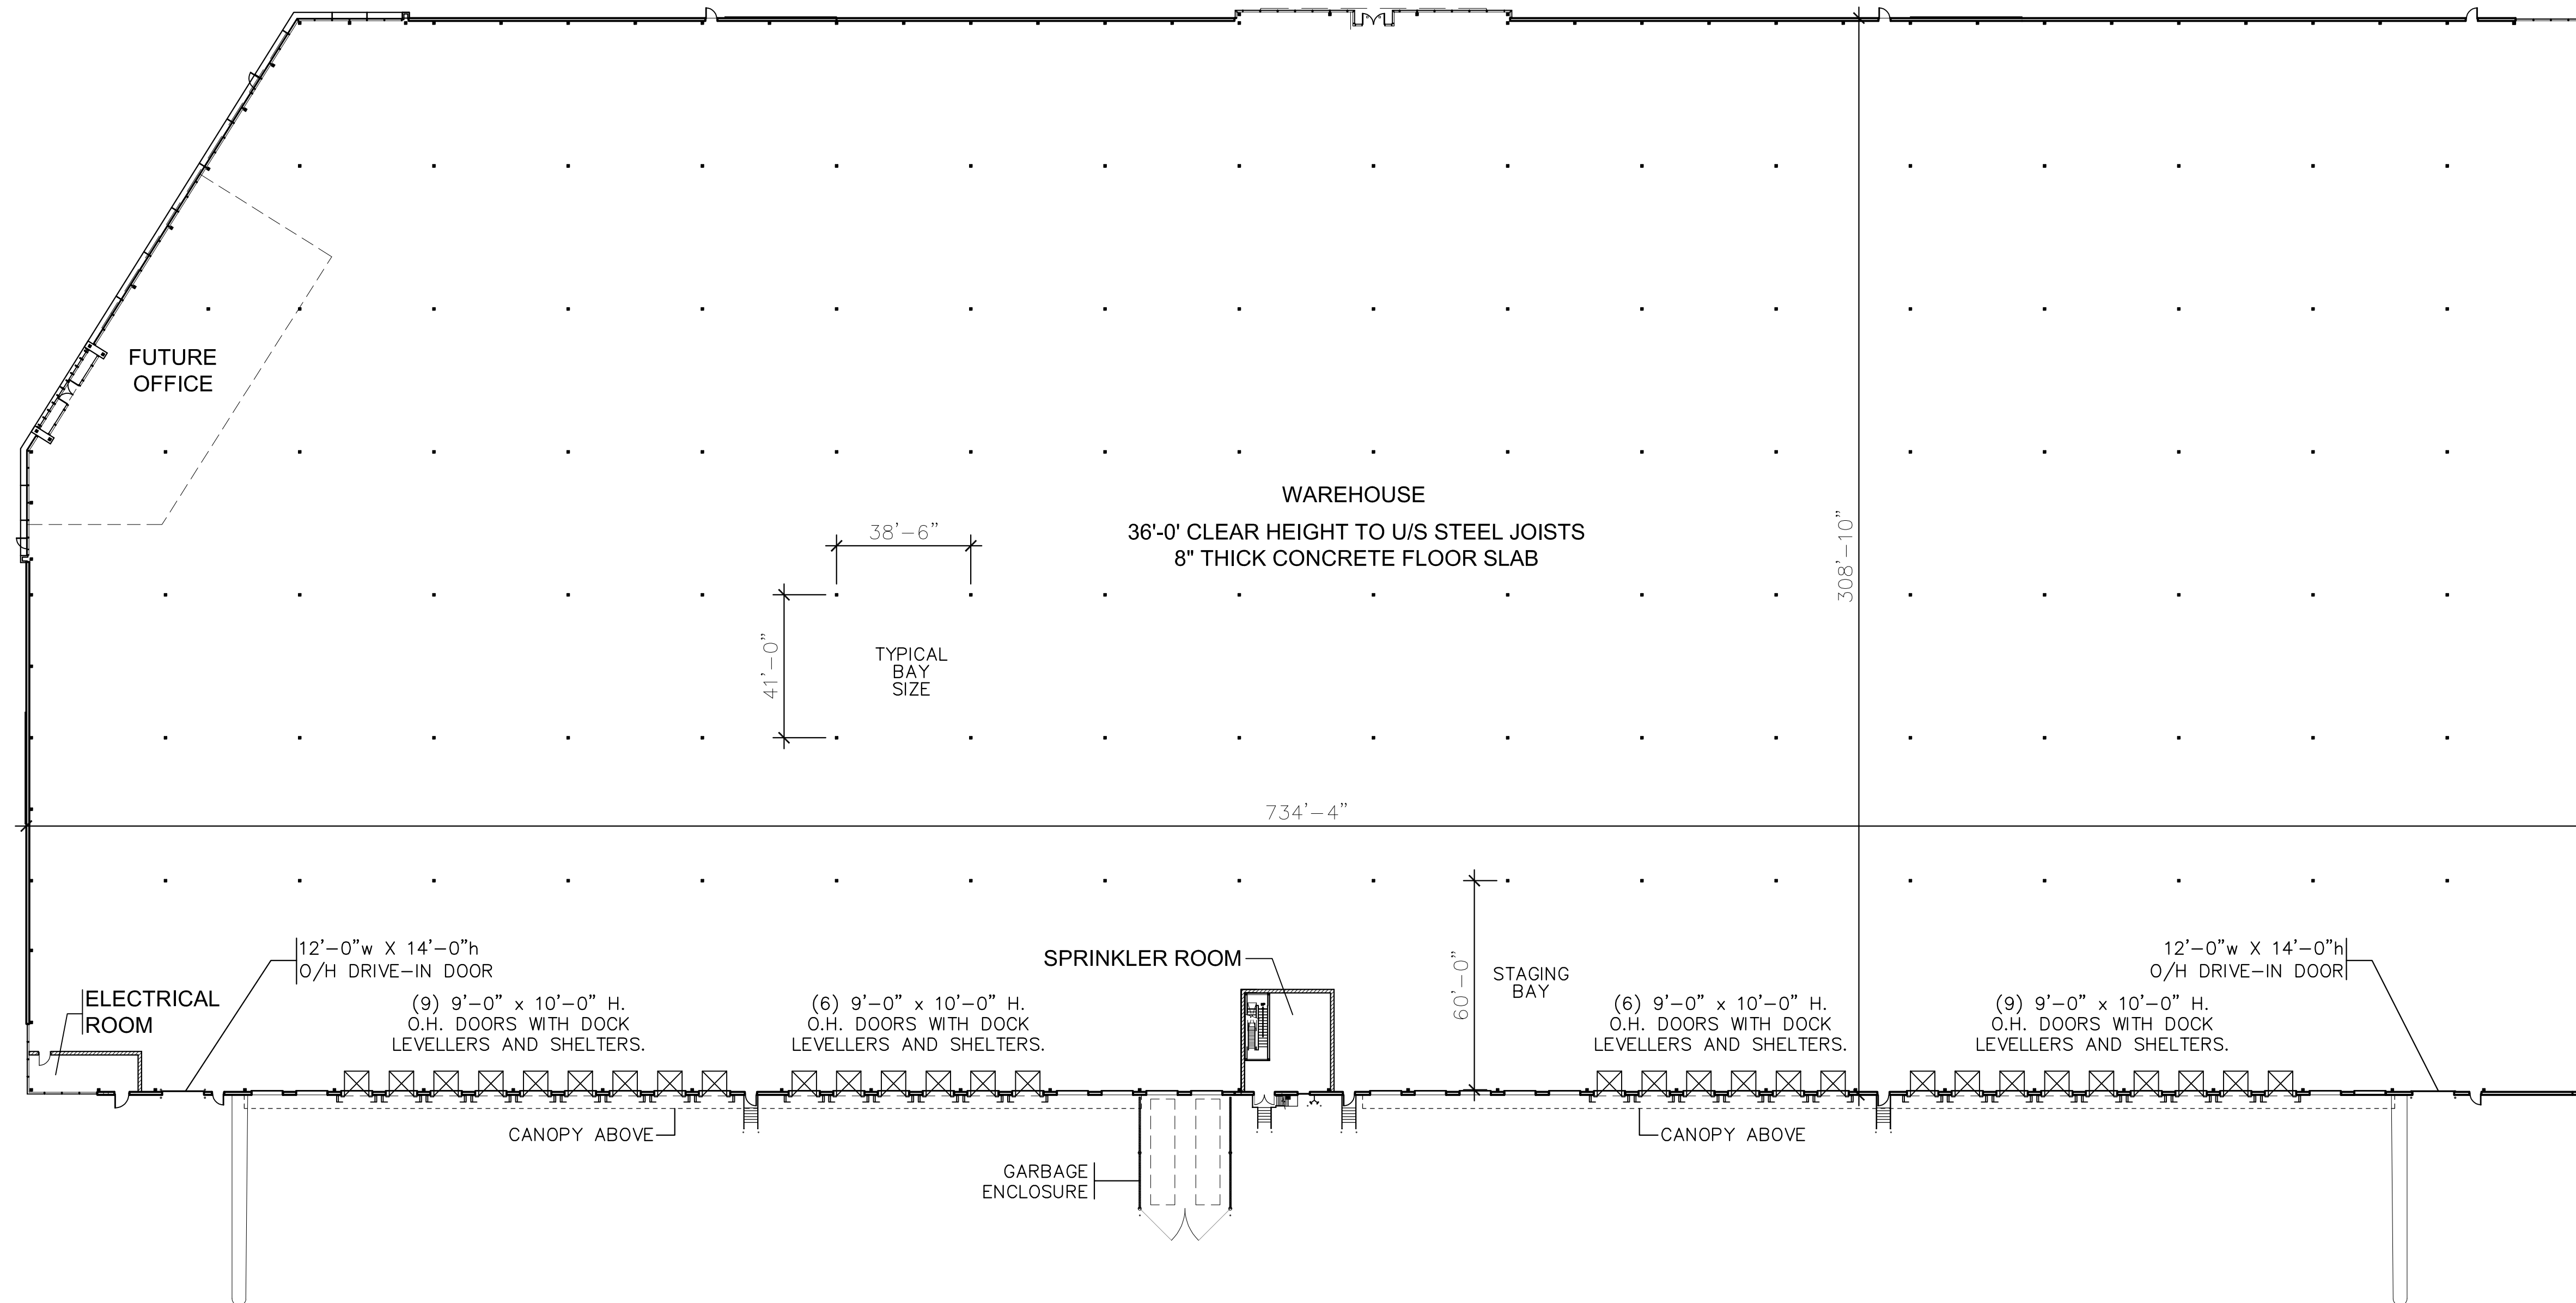 FUTURE
OFFICE
WAREHOUSE
36'-0' CLEAR HEIGHT TO U/S STEEL JOISTS
8" THICK CONCRETE FLOOR SLAB
38'-6"
308'-10"
41'-0"
TYPICAL
BAY
SIZE
734'-4"
12'-0"w X 14'-0"h
O/H DRIVE-IN DOOR
ELECTRICAL
ROOM
(9) 9'-0" x 10'-0" H.
O.H. DOORS WITH DOCK
LEVELLERS AND SHELTERS.
(6) 9'-0" x 10'-0" H.
O.H. DOORS WITH DOCK
LEVELLERS AND SHELTERS.
SPRINKLER ROOM
60'-0"
STAGING
BAY
(6) 9'-0" x 10'-0" H.
O.H. DOORS WITH DOCK
LEVELLERS AND SHELTERS.
(9) 9'-0" x 10'-0" H.
O.H. DOORS WITH DOCK
LEVELLERS AND SHELTERS.
12'-0"w X 14'-0"h
O/H DRIVE-IN DOOR
CANOPY ABOVE
CANOPY ABOVE
GARBAGE
ENCLOSURE